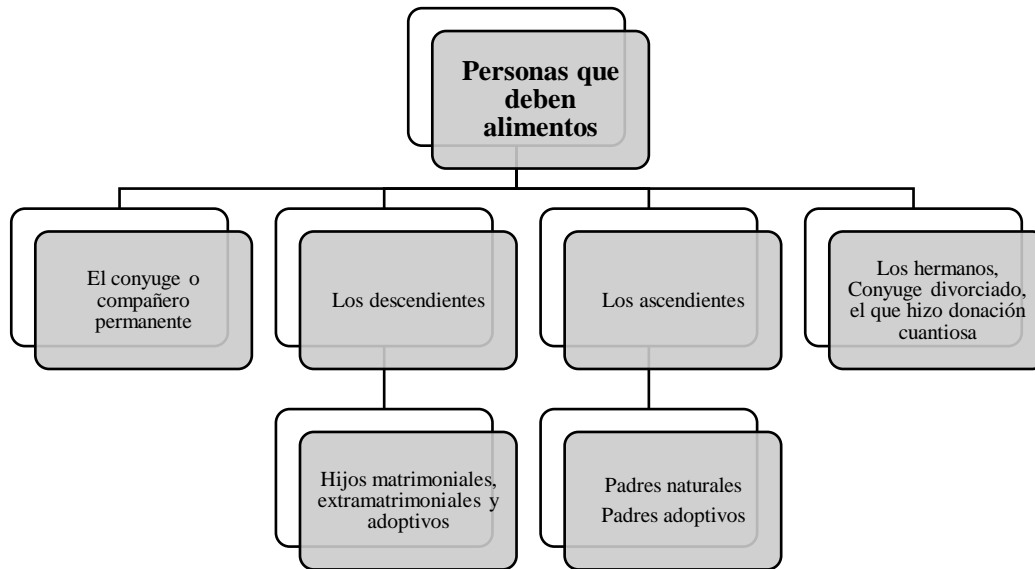 Personas que
deben
alimentos
El conyuge o
compañero
permanente
Los descendientes
Los ascendientes
Los hermanos,
Conyuge divorciado,
el que hizo donación
cuantiosa
Hijos matrimoniales,
extramatrimoniales y
adoptivos
Padres naturales
Padres adoptivos